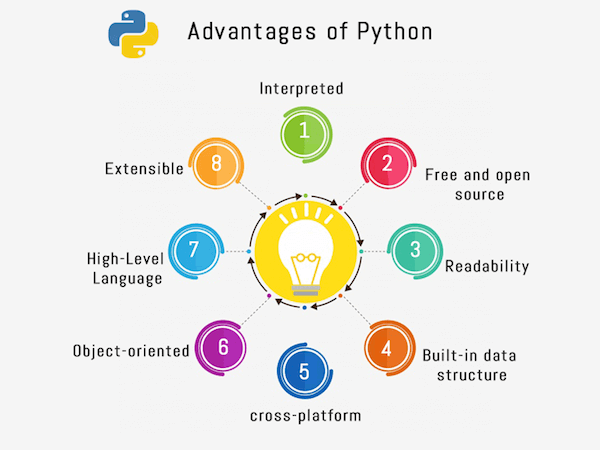 Advantages of Python
Interpreted
1
2
Free and open
source
3
Readability
4
Built-in data
structure
5
cross-platform
6
Object-oriented
7
High-Level
Language
8
Extensible